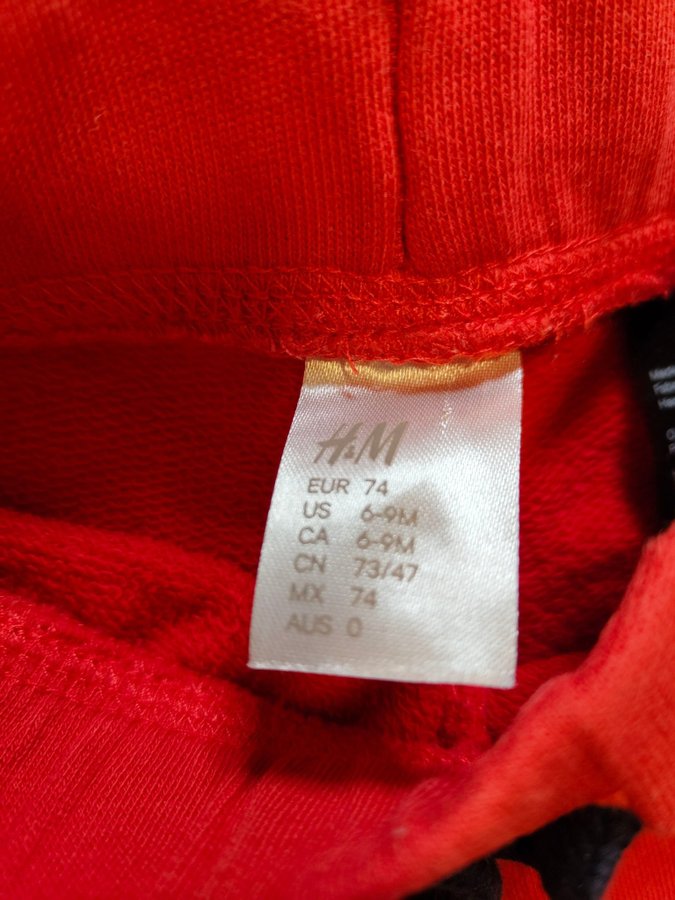 H&M
EUR 74
US 6-9M
CA 6-9M
CN 73/47
MX 74
AUS 0